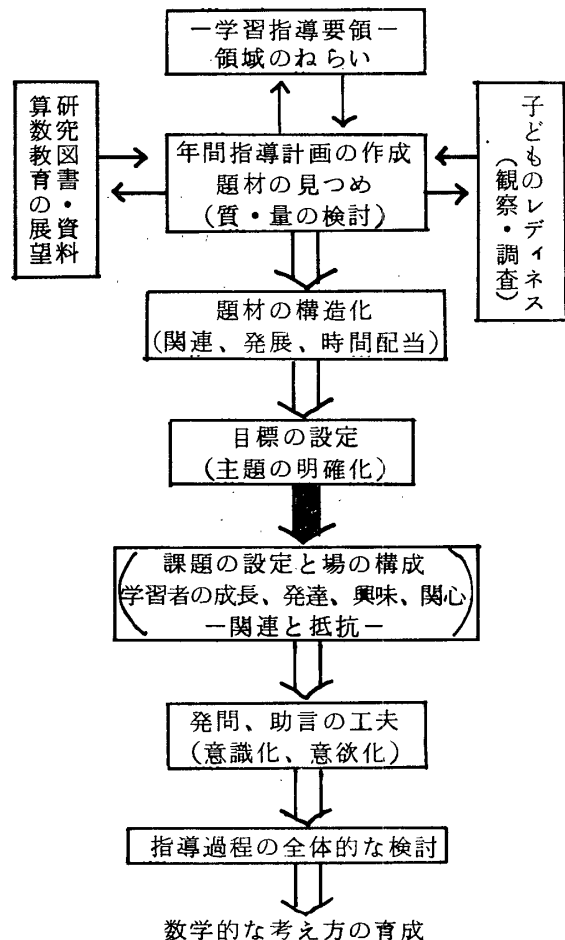 －学習指導要領－
領域のねらい
研究図書・資料
算数教育の展望
年間指導計画の作成
題材の見つめ
(質・量の検討)
子どものレディネス
(観察・調査)
題材の構造化
(関連、発展、時間配当)
目標の設定
(主題の明確化)
課題の設定と場の構成
学習者の成長、発達、興味、関心
－関連と抵抗－
発問、助言の工夫
(意識化、意欲化)
指導過程の全体的な検討
数学的な考え方の育成